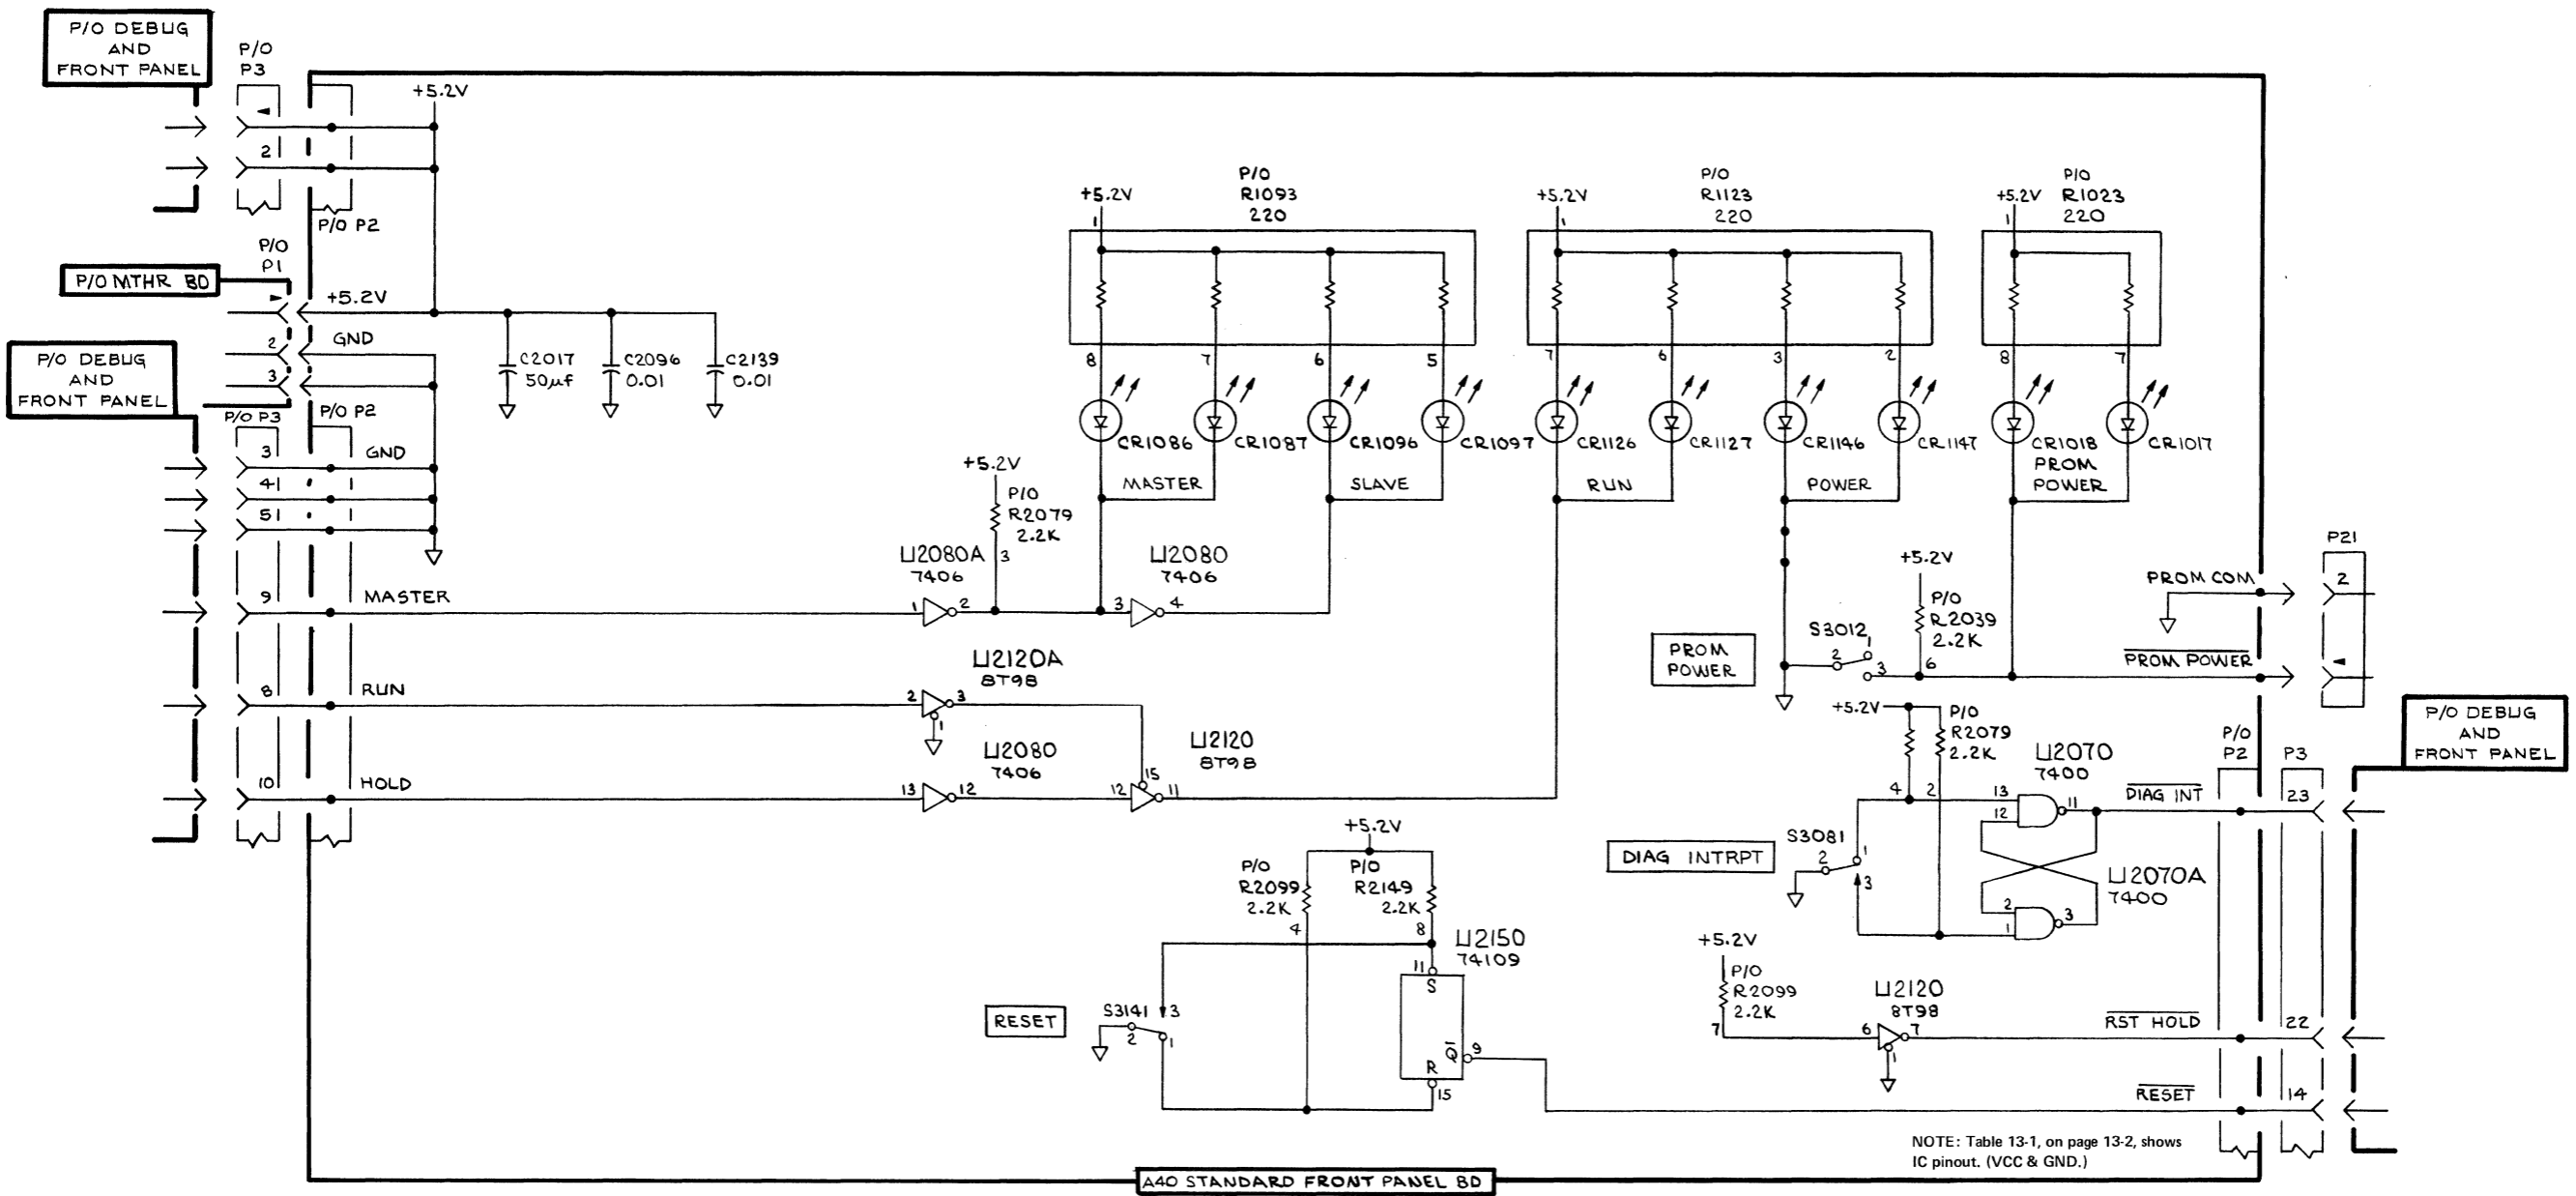 P/O DEBUG
AND
FRONT PANEL
P/O
P3
2
P/O P2
+5.2V
P/O
P1
P/O MTHR BD
+5.2V
2
GND
3
P/O DEBUG
AND
FRONT PANEL
P/O P3
P/O P2
3
GND
4
5
9
MASTER
8
RUN
10
HOLD
C2017
50µf
C2096
0.01
C2139
0.01
+5.2V
P/O
R2079
2.2K
3
U2080A
7406
1
2
U2080
7406
3
4
U2120A
8T98
2
3
1
U2080
7406
13
12
U2120
8T98
12
15
11
+5.2V
P/O
R1093
220
1
8
7
6
5
CR1086
CR1087
CR1096
CR1097
MASTER
SLAVE
+5.2V
P/O
R1123
220
1
7
6
3
2
CR1126
CR1127
CR1146
CR1147
RUN
POWER
+5.2V
P/O
R1023
220
1
8
7
CR1018
PROM
POWER
CR1017
PROM
POWER
S3012
2
1
3
+5.2V
P/O
R2039
2.2K
6
PROM COM
PROM POWER
P21
2
+5.2V
P/O
R2079
2.2K
4
2
DIAG INTRPT
S3081
2
1
3
U2070
7400
13
12
11
U2070A
7400
2
1
3
DIAG INT
P/O
P2
P3
23
P/O DEBUG
AND
FRONT PANEL
+5.2V
P/O
R2099
2.2K
4
P/O
R2149
2.2K
8
RESET
S3141
2
3
1
U2150
74109
11
S
Q̅
9
R
15
+5.2V
P/O
R2099
2.2K
7
U2120
8T98
6
7
1
RST HOLD
22
RESET
14
NOTE: Table 13-1, on page 13-2, shows
IC pinout. (VCC & GND.)
A40 STANDARD FRONT PANEL BD